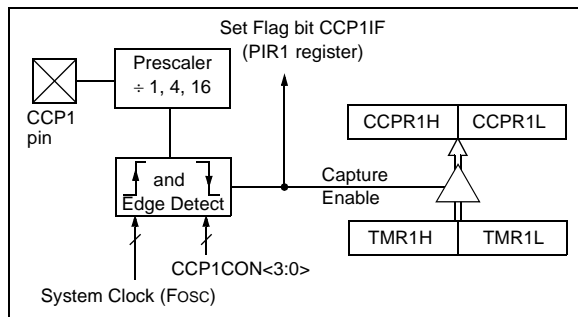 Set Flag bit CCP1IF
(PIR1 register)
Prescaler
÷ 1, 4, 16
CCP1
pin
CCPR1H
CCPR1L
and
Edge Detect
Capture
Enable
TMR1H
TMR1L
CCP1CON<3:0>
System Clock (FOSC)